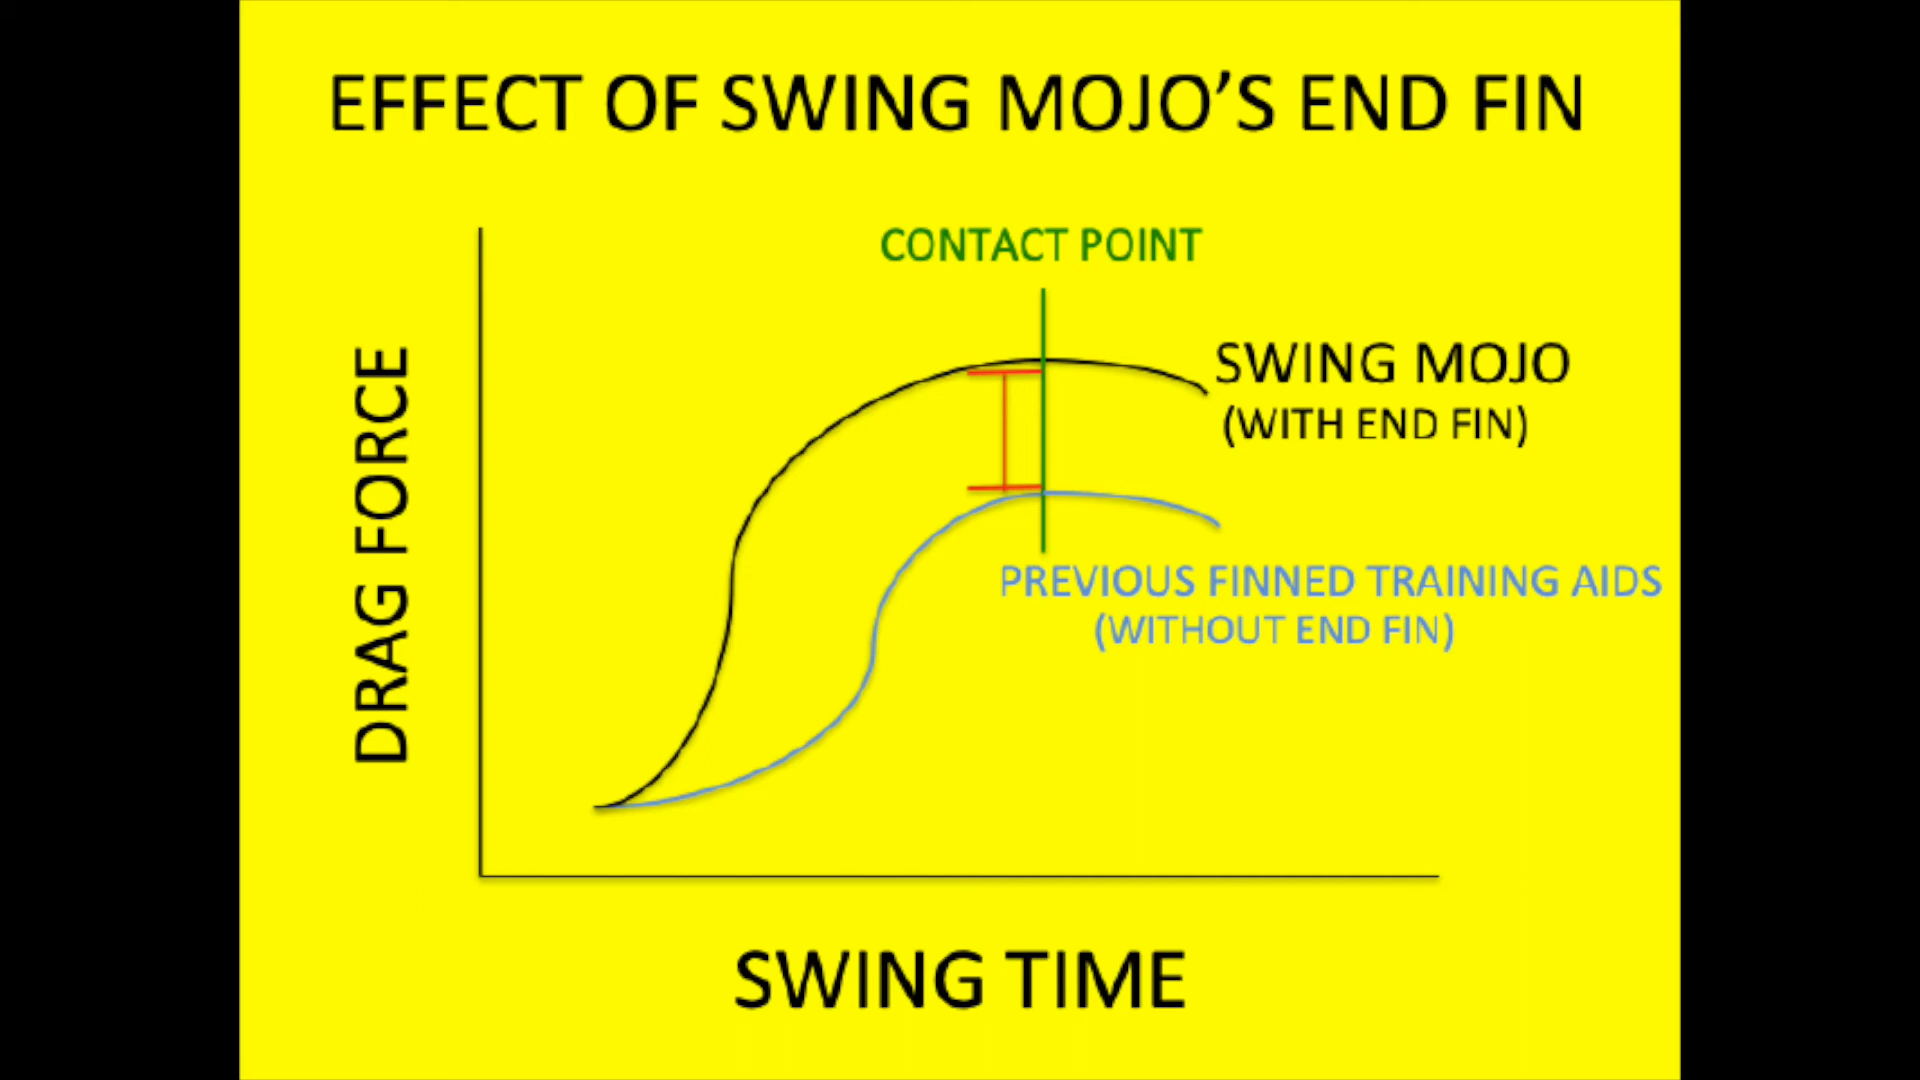 EFFECT OF SWING MOJO’S END FIN
CONTACT POINT
SWING MOJO
(WITH END FIN)
DRAG FORCE
PREVIOUS FINNED TRAINING AIDS
(WITHOUT END FIN)
SWING TIME